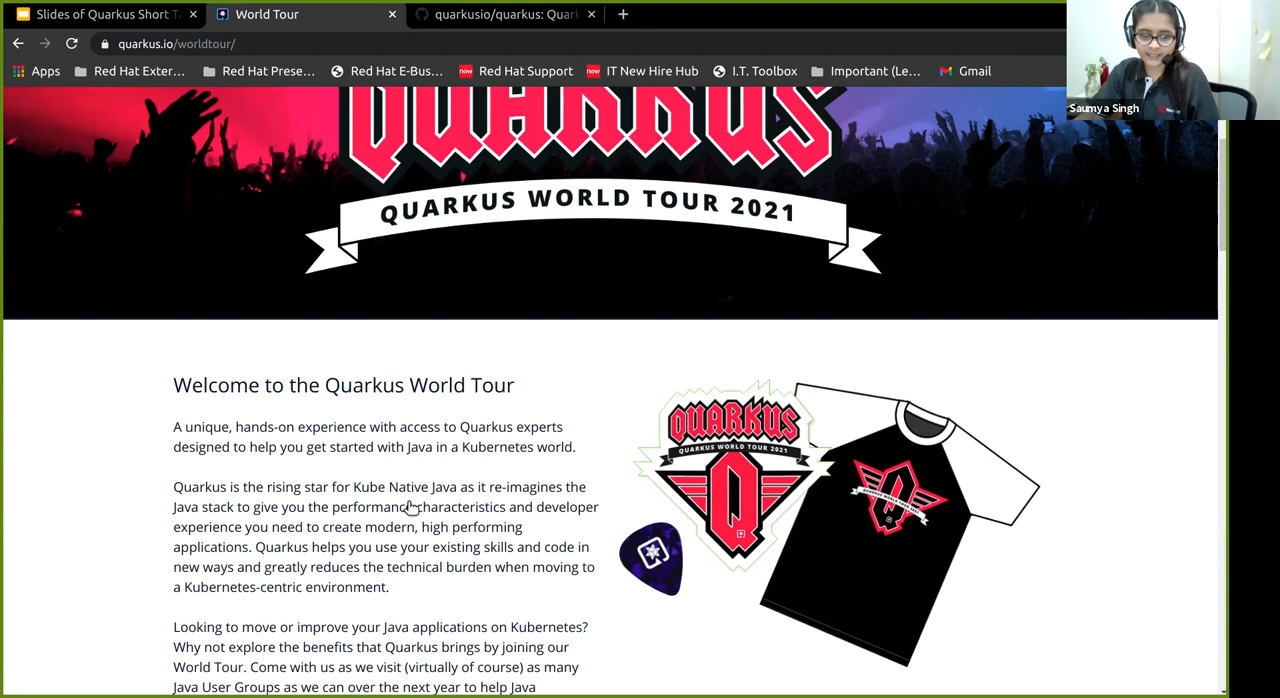 Slides of Quarkus Short T
World Tour
quarkusio/quarkus: Quark
quarkus.io/worldtour/
Apps
Red Hat Exter...
Red Hat Prese...
Red Hat E-Bus...
now
Red Hat Support
now
IT New Hire Hub
I.T. Toolbox
Important (Le...
Gmail
Saumya Singh
QUARKUS
QUARKUS WORLD TOUR 2021
Welcome to the Quarkus World Tour
A unique, hands-on experience with access to Quarkus experts
designed to help you get started with Java in a Kubernetes world.
Quarkus is the rising star for Kube Native Java as it re-imagines the
Java stack to give you the performance characteristics and developer
experience you need to create modern, high performing
applications. Quarkus helps you use your existing skills and code in
new ways and greatly reduces the technical burden when moving to
a Kubernetes-centric environment.
Looking to move or improve your Java applications on Kubernetes?
Why not explore the benefits that Quarkus brings by joining our
World Tour. Come with us as we visit (virtually of course) as many
Java User Groups as we can over the next year to help Java
QUARKUS
QUARKUS WORLD TOUR 2021
Q